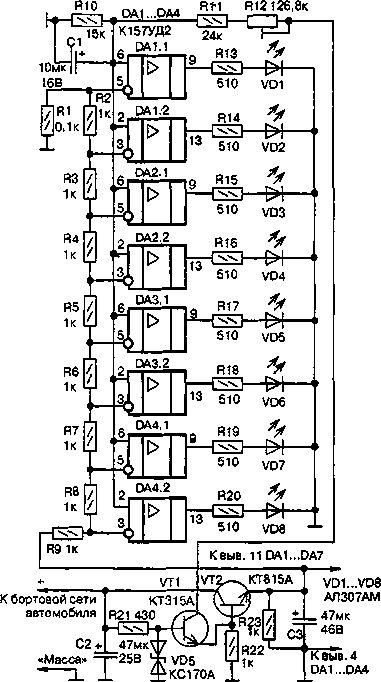 R10
15к
DA1...DA4
К157УД2
R11
24к
R12 126,8к
С1
10мк
16В
R1
0.1к
R2
1к
6
5
DA1.1
9
R13
510
VD1
2
3
DA1.2
13
R14
510
VD2
R3
1к
6
5
DA2.1
9
R15
510
VD3
R4
1к
2
3
DA2.2
13
R16
510
VD4
R5
1к
6
5
DA3.1
9
R17
510
VD5
R6
1к
2
3
DA3.2
13
R18
510
VD6
R7
1к
6
5
DA4.1
9
R19
510
VD7
R8
1к
2
3
DA4.2
13
R20
510
VD8
R9 1к
К выв. 11 DA1...DA7
К бортовой сети
автомобиля
VT1
КТ315А
VT2
КТ815А
VD1...VD8
АЛ307АМ
R21 430
R23
1к
С3
47мк
46В
С2
47мк
25В
«Масса»
VD5
КС170А
R22
1к
К выв. 4
DA1...DA4